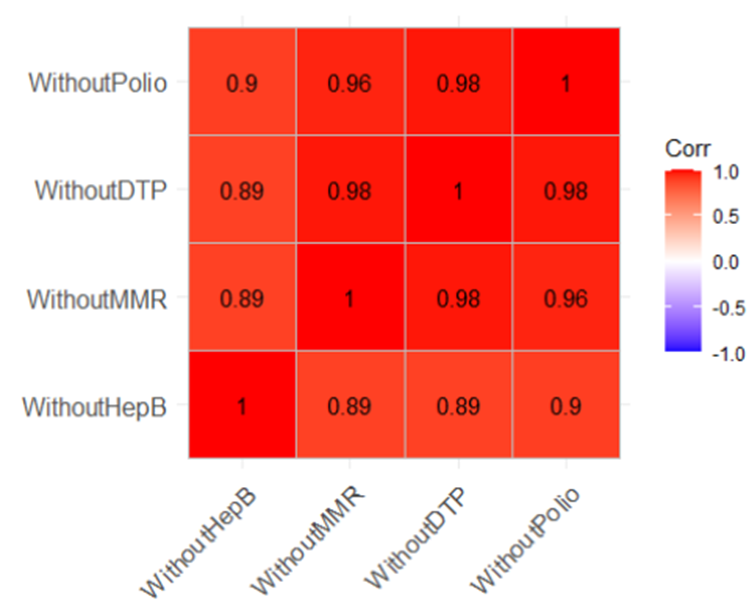 WithoutPolio 0.9 0.96 0.98 1
WithoutDTP 0.89 0.98 1 0.98
WithoutMMR 0.89 1 0.98 0.96
WithoutHepB 1 0.89 0.89 0.9
WithoutHepB WithoutMMR WithoutDTP WithoutPolio
Corr
1.0
0.5
0.0
-0.5
-1.0